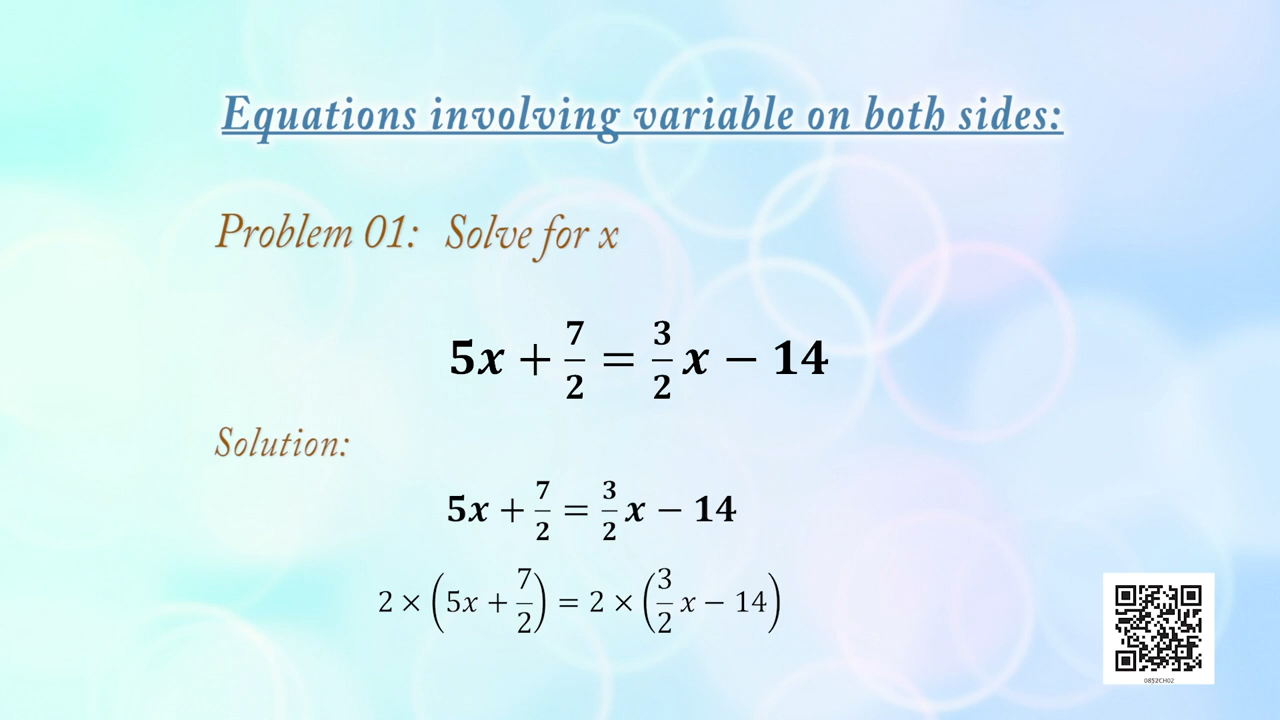 Equations involving variable on both sides:
Problem 01: Solve for x
5x + 7/2 = 3/2 x − 14
Solution:
5x + 7/2 = 3/2 x − 14
2 × (5x + 7/2) = 2 × (3/2 x − 14)
0852CH02